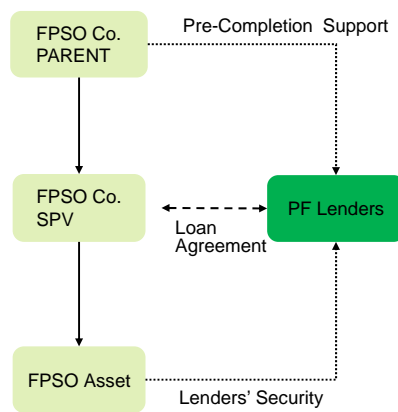 FPSO Co.
PARENT
Pre-Completion Support
FPSO Co.
SPV
PF Lenders
Loan
Agreement
FPSO Asset
Lenders’ Security